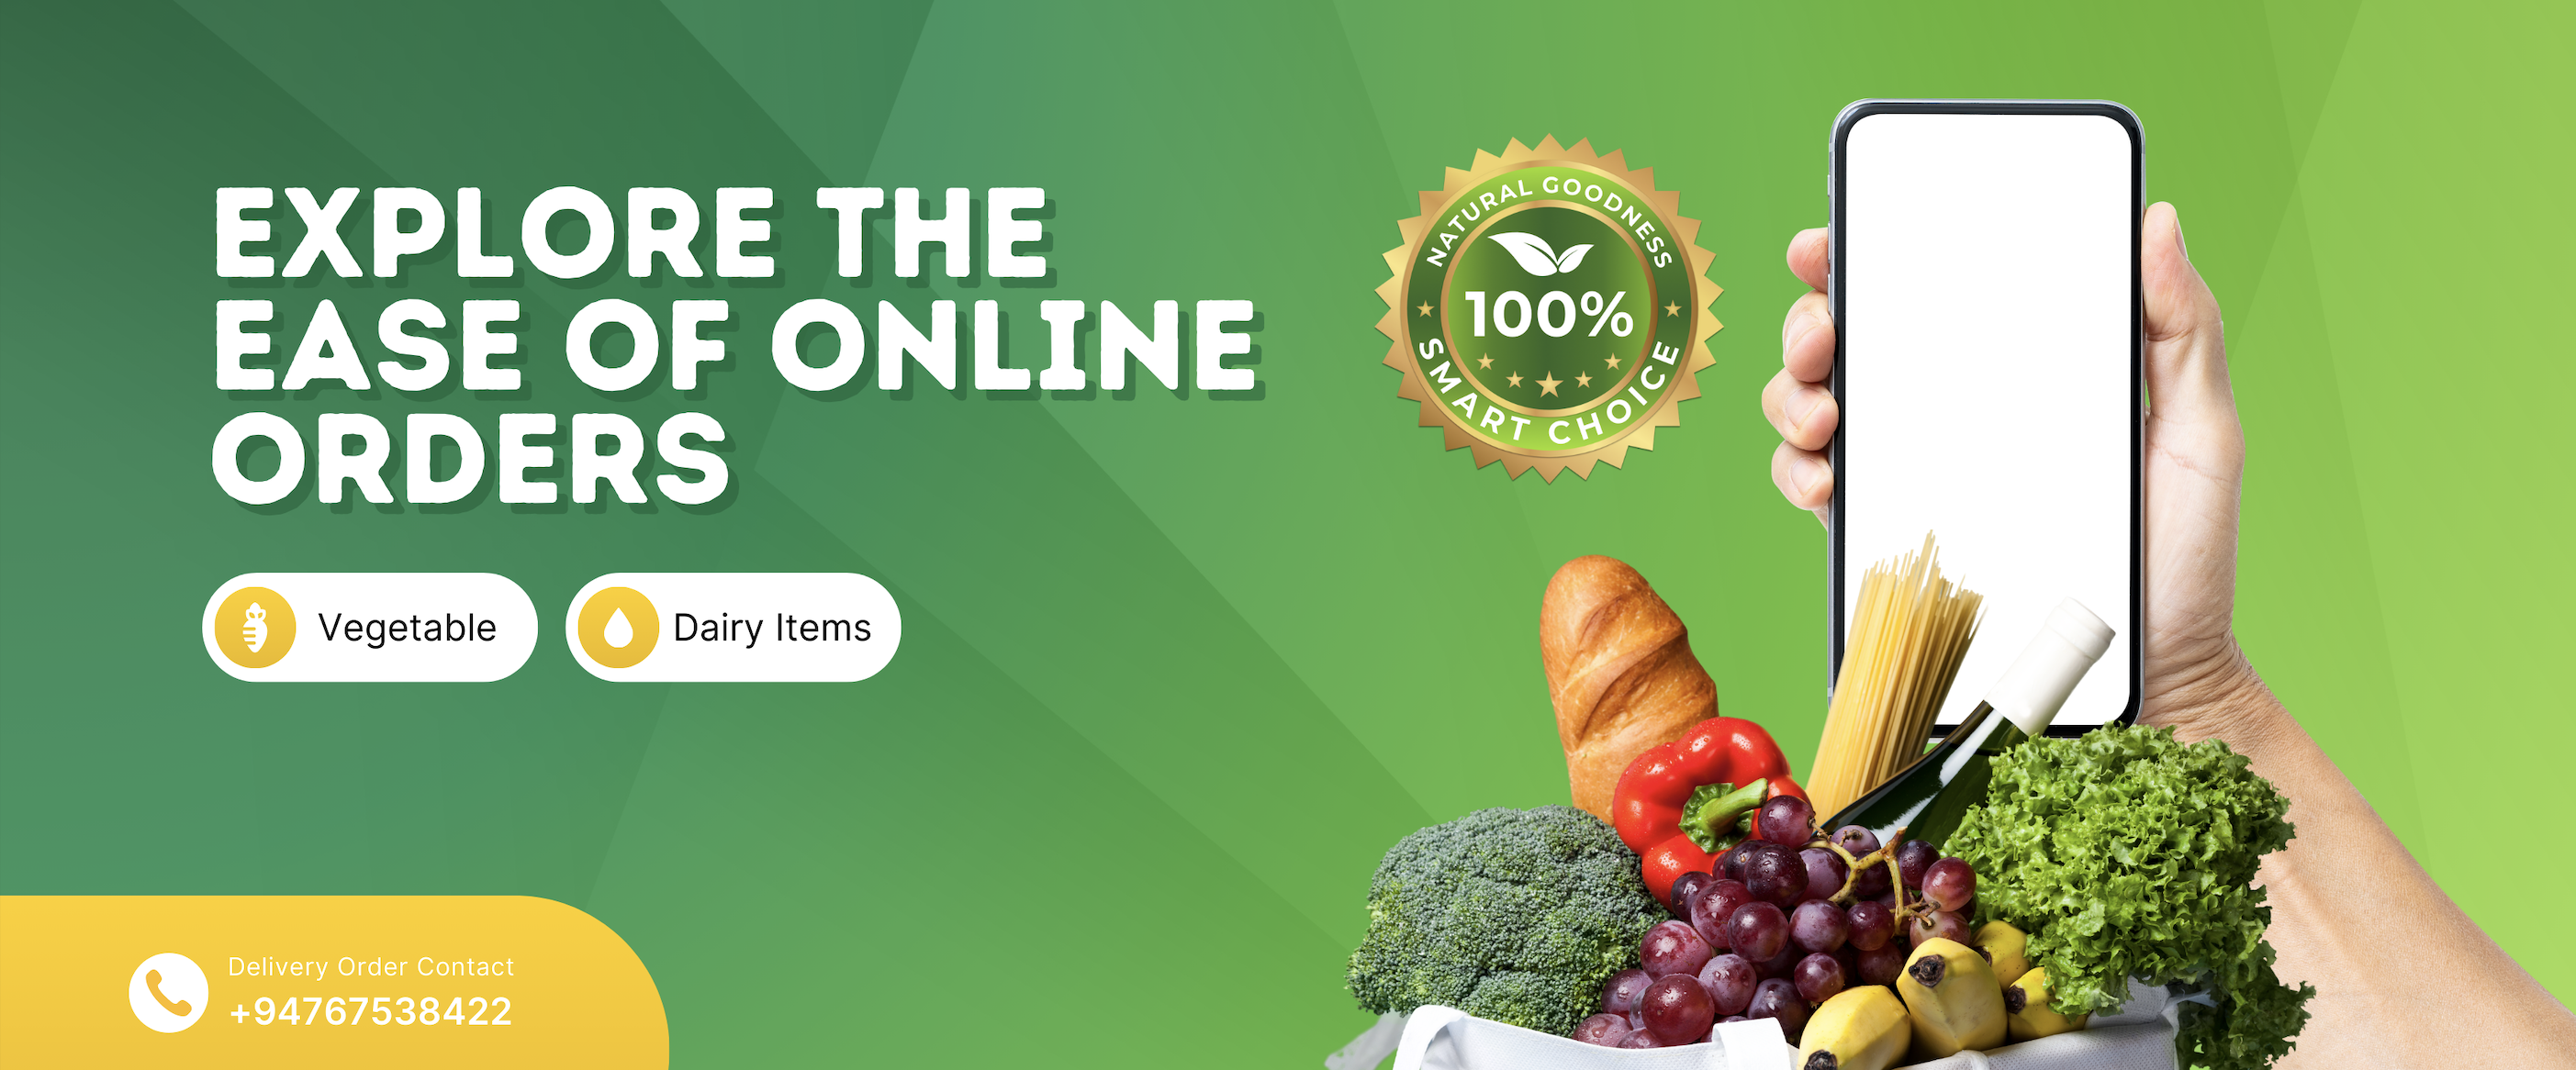 EXPLORE THE
EASE OF ONLINE
ORDERS
NATURAL GOODNESS
100%
SMART CHOICE
Vegetable
Dairy Items
Delivery Order Contact
+94767538422